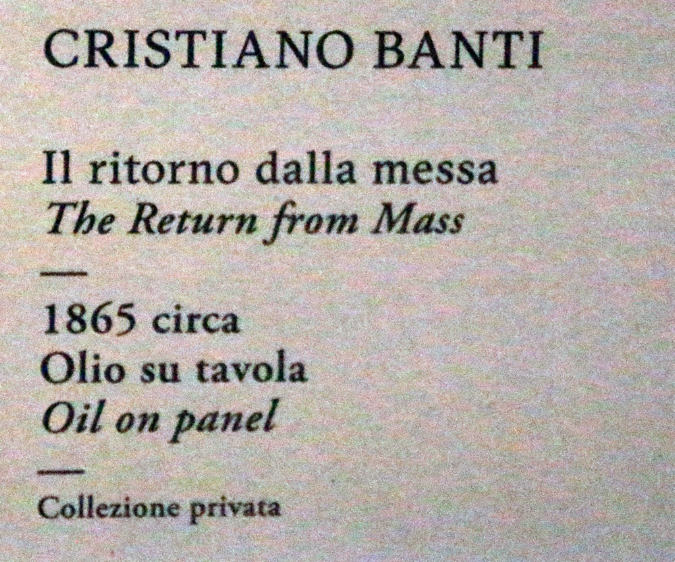 CRISTIANO BANTI
Il ritorno dalla messa
The Return from Mass
1865 circa
Olio su tavola
Oil on panel
Collezione privata